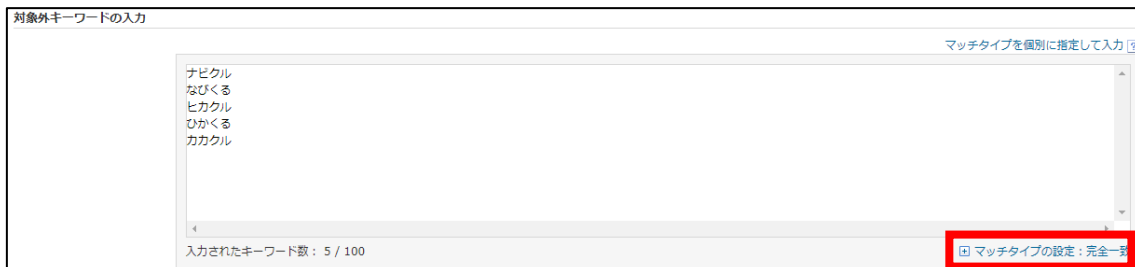 対象外キーワードの入力
マッチタイプを個別に指定して入力
ナビクル
なびくる
ヒカクル
ひかくる
カカクル
入力されたキーワード数： 5 / 100
マッチタイプの設定：完全一致